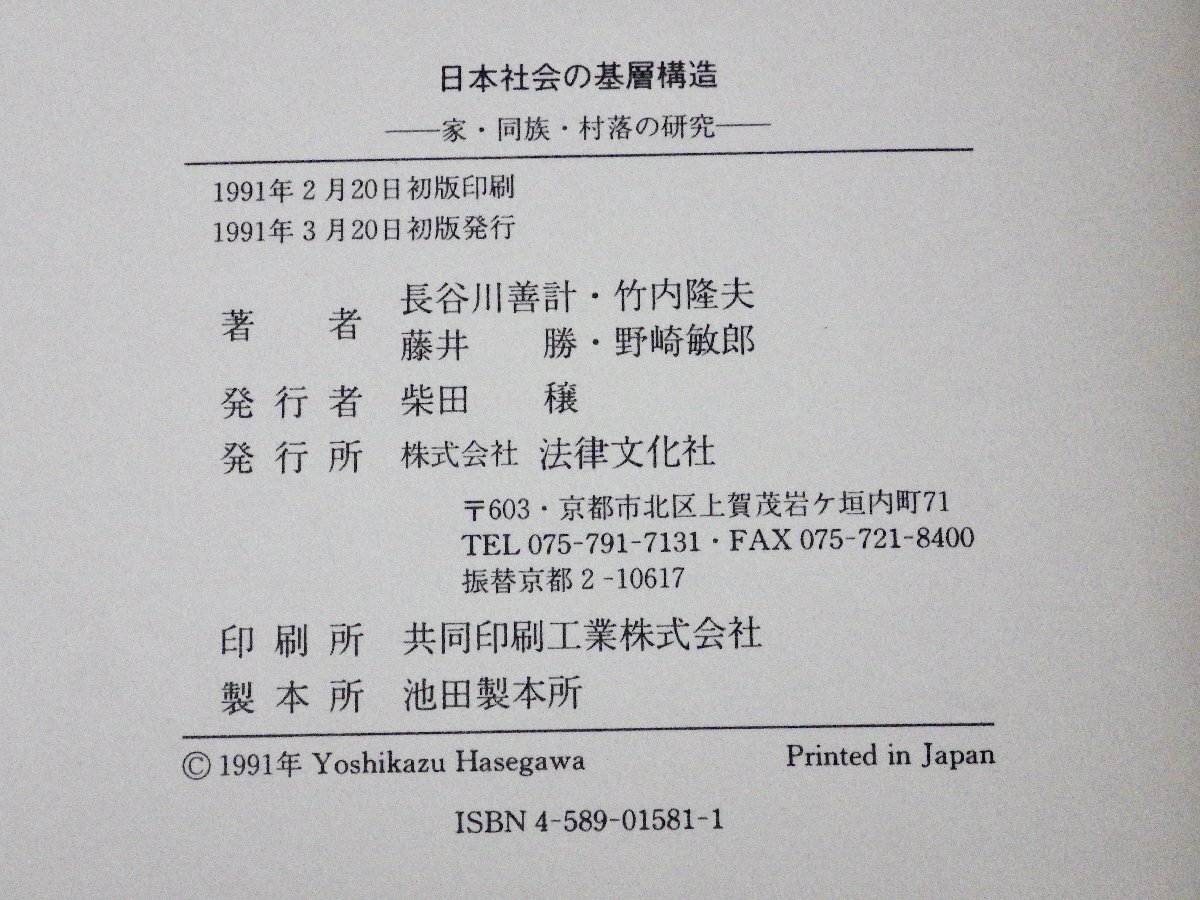 日本社会の基層構造
――家・同族・村落の研究――
1991年2月20日初版印刷
1991年3月20日初版発行
著者 長谷川善計・竹内隆夫
藤井 勝・野崎敏郎
発行者 柴田 穣
発行所 株式会社 法律文化社
〒603・京都市北区上賀茂岩ケ垣内町71
TEL 075-791-7131・FAX 075-721-8400
振替京都2-10617
印刷所 共同印刷工業株式会社
製本所 池田製本所
©1991年 Yoshikazu Hasegawa Printed in Japan
ISBN 4-589-01581-1